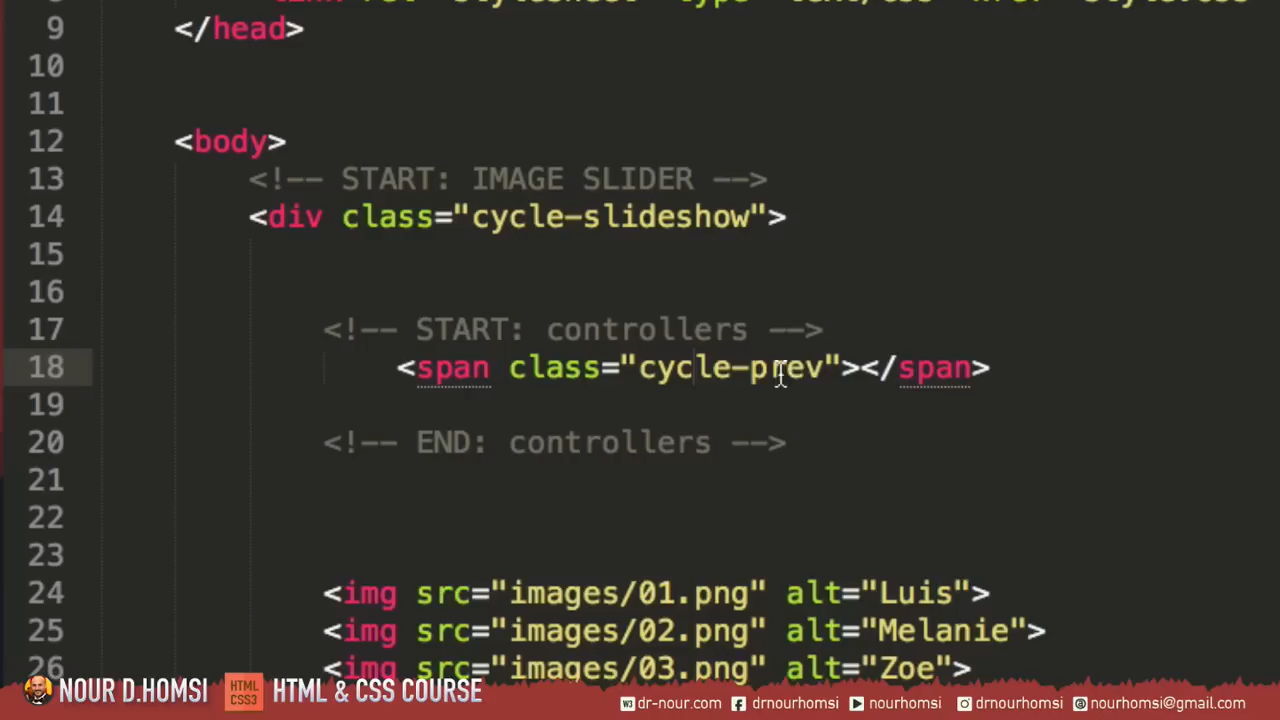 9 </head>
10
11
12 <body>
13 <!-- START: IMAGE SLIDER -->
14 <div class="cycle-slideshow">
15
16
17 <!-- START: controllers -->
18 <span class="cycle-prev"></span>
19
20 <!-- END: controllers -->
21
22
23
24 <img src="images/01.png" alt="Luis">
25 <img src="images/02.png" alt="Melanie">
26 <img src="images/03.png" alt="Zoe">
NOUR D.HOMSI HTML CSS3 HTML & CSS COURSE
dr-nour.com drnourhomsi nourhomsi drnourhomsi nourhomsi@gmail.com